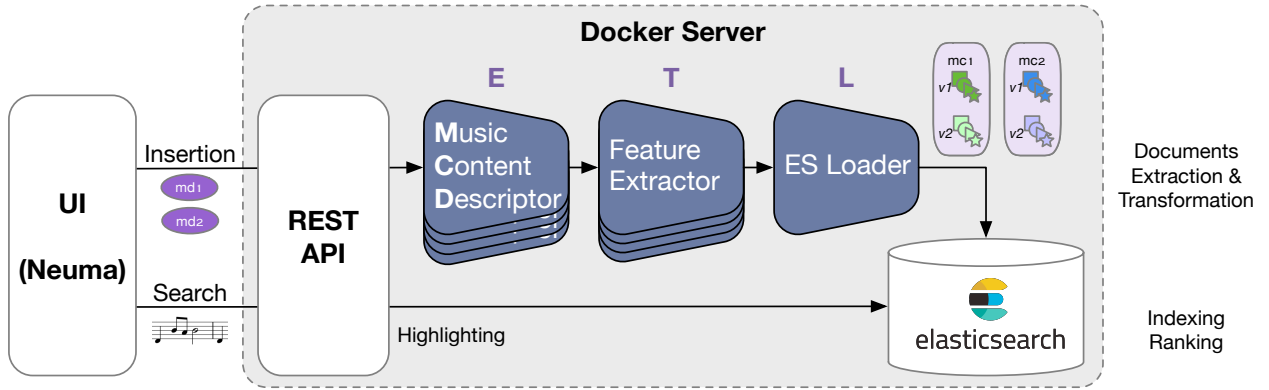 Docker Server
E
T
L
mc1
v1
v2
mc2
v1
v2
UI
(Neuma)
Insertion
md1
md2
Search
REST
API
Music
Content
Descriptor
Feature
Extractor
ES Loader
Highlighting
elasticsearch
Documents
Extraction &
Transformation
Indexing
Ranking